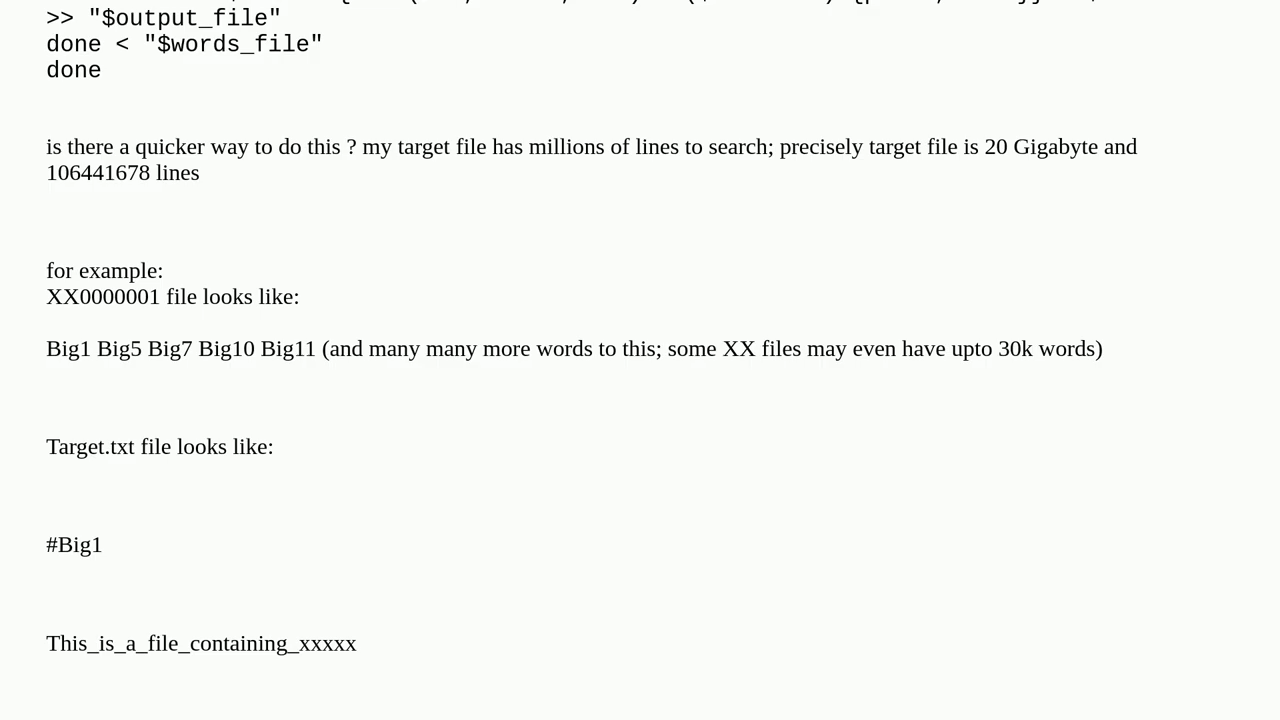 >> "$output_file"
done < "$words_file"
done
is there a quicker way to do this ? my target file has millions of lines to search; precisely target file is 20 Gigabyte and
106441678 lines
for example:
XX0000001 file looks like:
Big1 Big5 Big7 Big10 Big11 (and many many more words to this; some XX files may even have upto 30k words)
Target.txt file looks like:
#Big1
This_is_a_file_containing_xxxxx